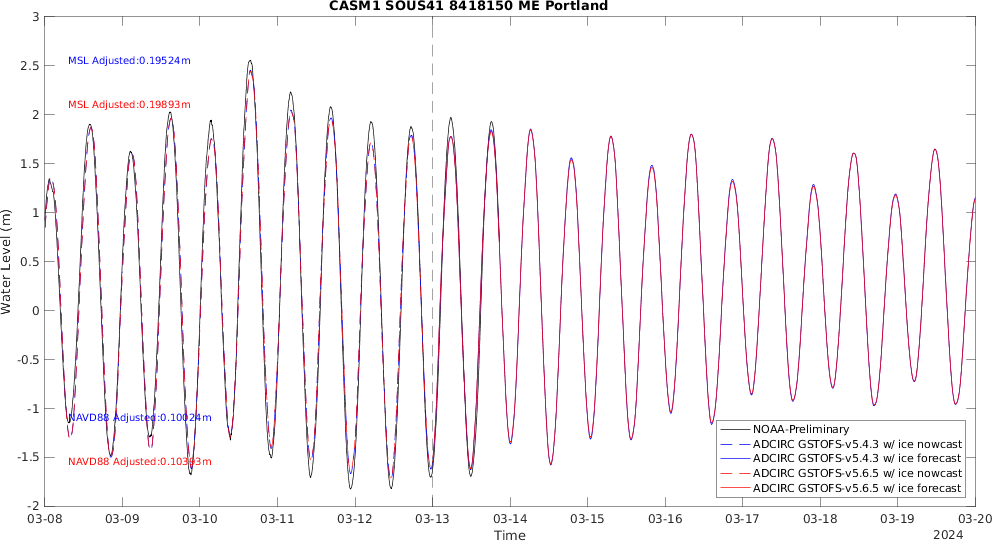 CASM1 SOUS41 8418150 ME Portland
3
2.5
2
1.5
1
0.5
0
-0.5
-1
-1.5
-2
Water Level (m)
MSL Adjusted:0.19524m
MSL Adjusted:0.19893m
NAVD88 Adjusted:0.10024m
NAVD88 Adjusted:0.10393m
NOAA-Preliminary
ADCIRC GSTOFS-v5.4.3 w/ ice nowcast
ADCIRC GSTOFS-v5.4.3 w/ ice forecast
ADCIRC GSTOFS-v5.6.5 w/ ice nowcast
ADCIRC GSTOFS-v5.6.5 w/ ice forecast
03-08 03-09 03-10 03-11 03-12 03-13 03-14 03-15 03-16 03-17 03-18 03-19 03-20
Time
2024